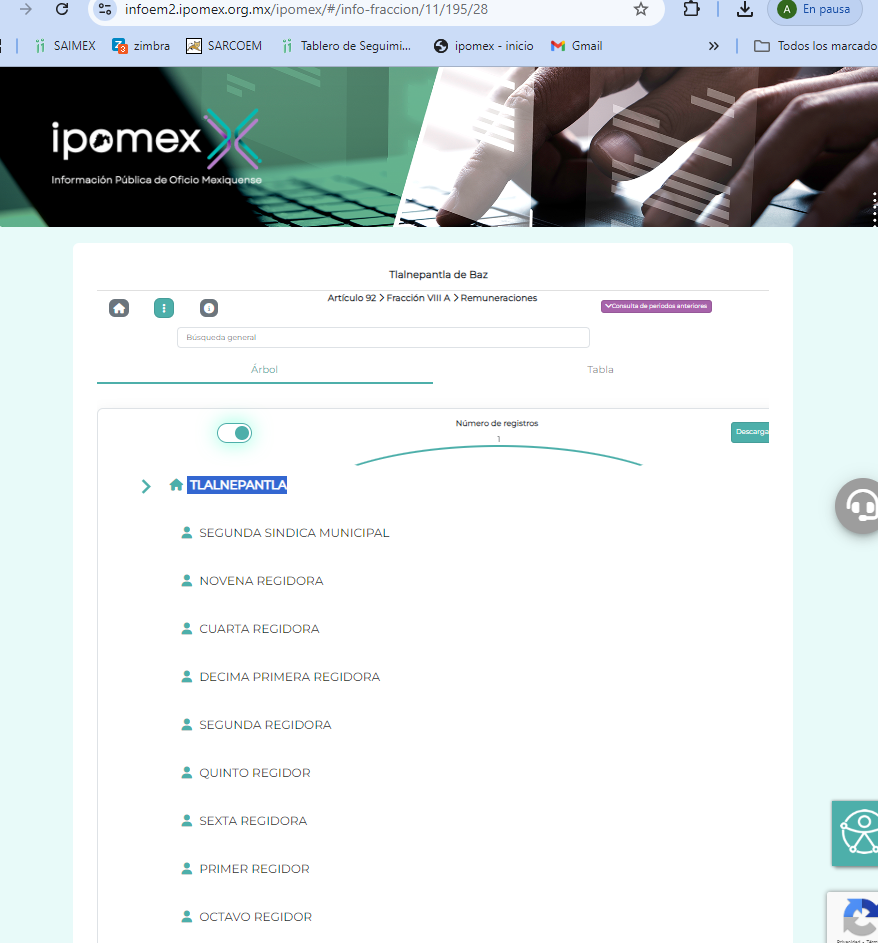 infoem2.ipomex.org.mx/ipomex/#/info-fraccion/11/195/28
A En pausa
SAIMEX zimbra SARCOEM Tablero de Seguimi... ipomex - inicio Gmail » Todos los marcado
ipomex
Información Pública de Oficio Mexiquense
Tlalnepantla de Baz
Artículo 92 > Fracción VIII A > Remuneraciones
Consulta de periodos anteriores
Búsqueda general
Árbol Tabla
Número de registros
1
Descarga
TLALNEPANTLA
SEGUNDA SINDICA MUNICIPAL
NOVENA REGIDORA
CUARTA REGIDORA
DECIMA PRIMERA REGIDORA
SEGUNDA REGIDORA
QUINTO REGIDOR
SEXTA REGIDORA
PRIMER REGIDOR
OCTAVO REGIDOR